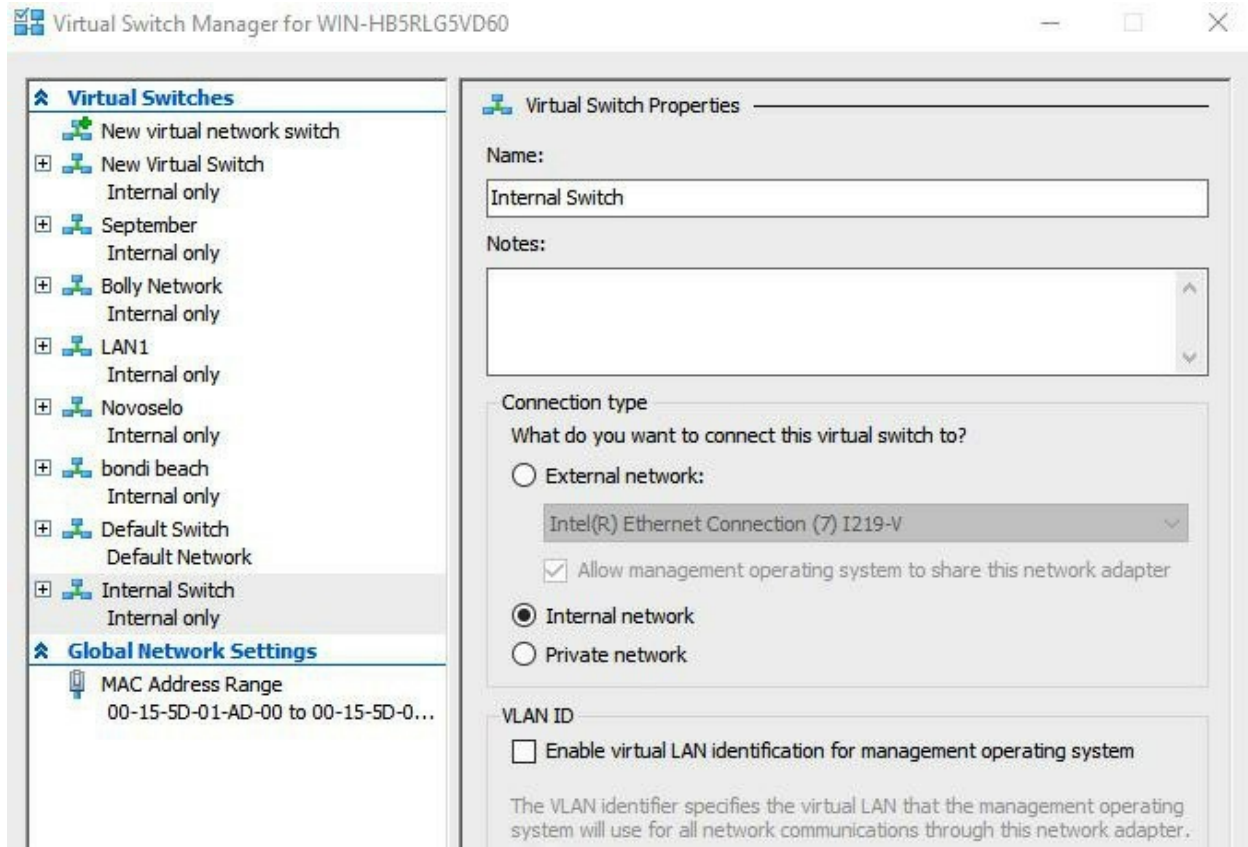 Virtual Switch Manager for WIN-HB5RLG5VD60
Virtual Switches
New virtual network switch
New Virtual Switch
Internal only
September
Internal only
Bolly Network
Internal only
LAN1
Internal only
Novoselo
Internal only
bondi beach
Internal only
Default Switch
Default Network
Internal Switch
Internal only
Global Network Settings
MAC Address Range
00-15-5D-01-AD-00 to 00-15-5D-0...
Virtual Switch Properties
Name:
Internal Switch
Notes:
Connection type
What do you want to connect this virtual switch to?
External network:
Intel(R) Ethernet Connection (7) I219-V
Allow management operating system to share this network adapter
Internal network
Private network
VLAN ID
Enable virtual LAN identification for management operating system
The VLAN identifier specifies the virtual LAN that the management operating
system will use for all network communications through this network adapter.